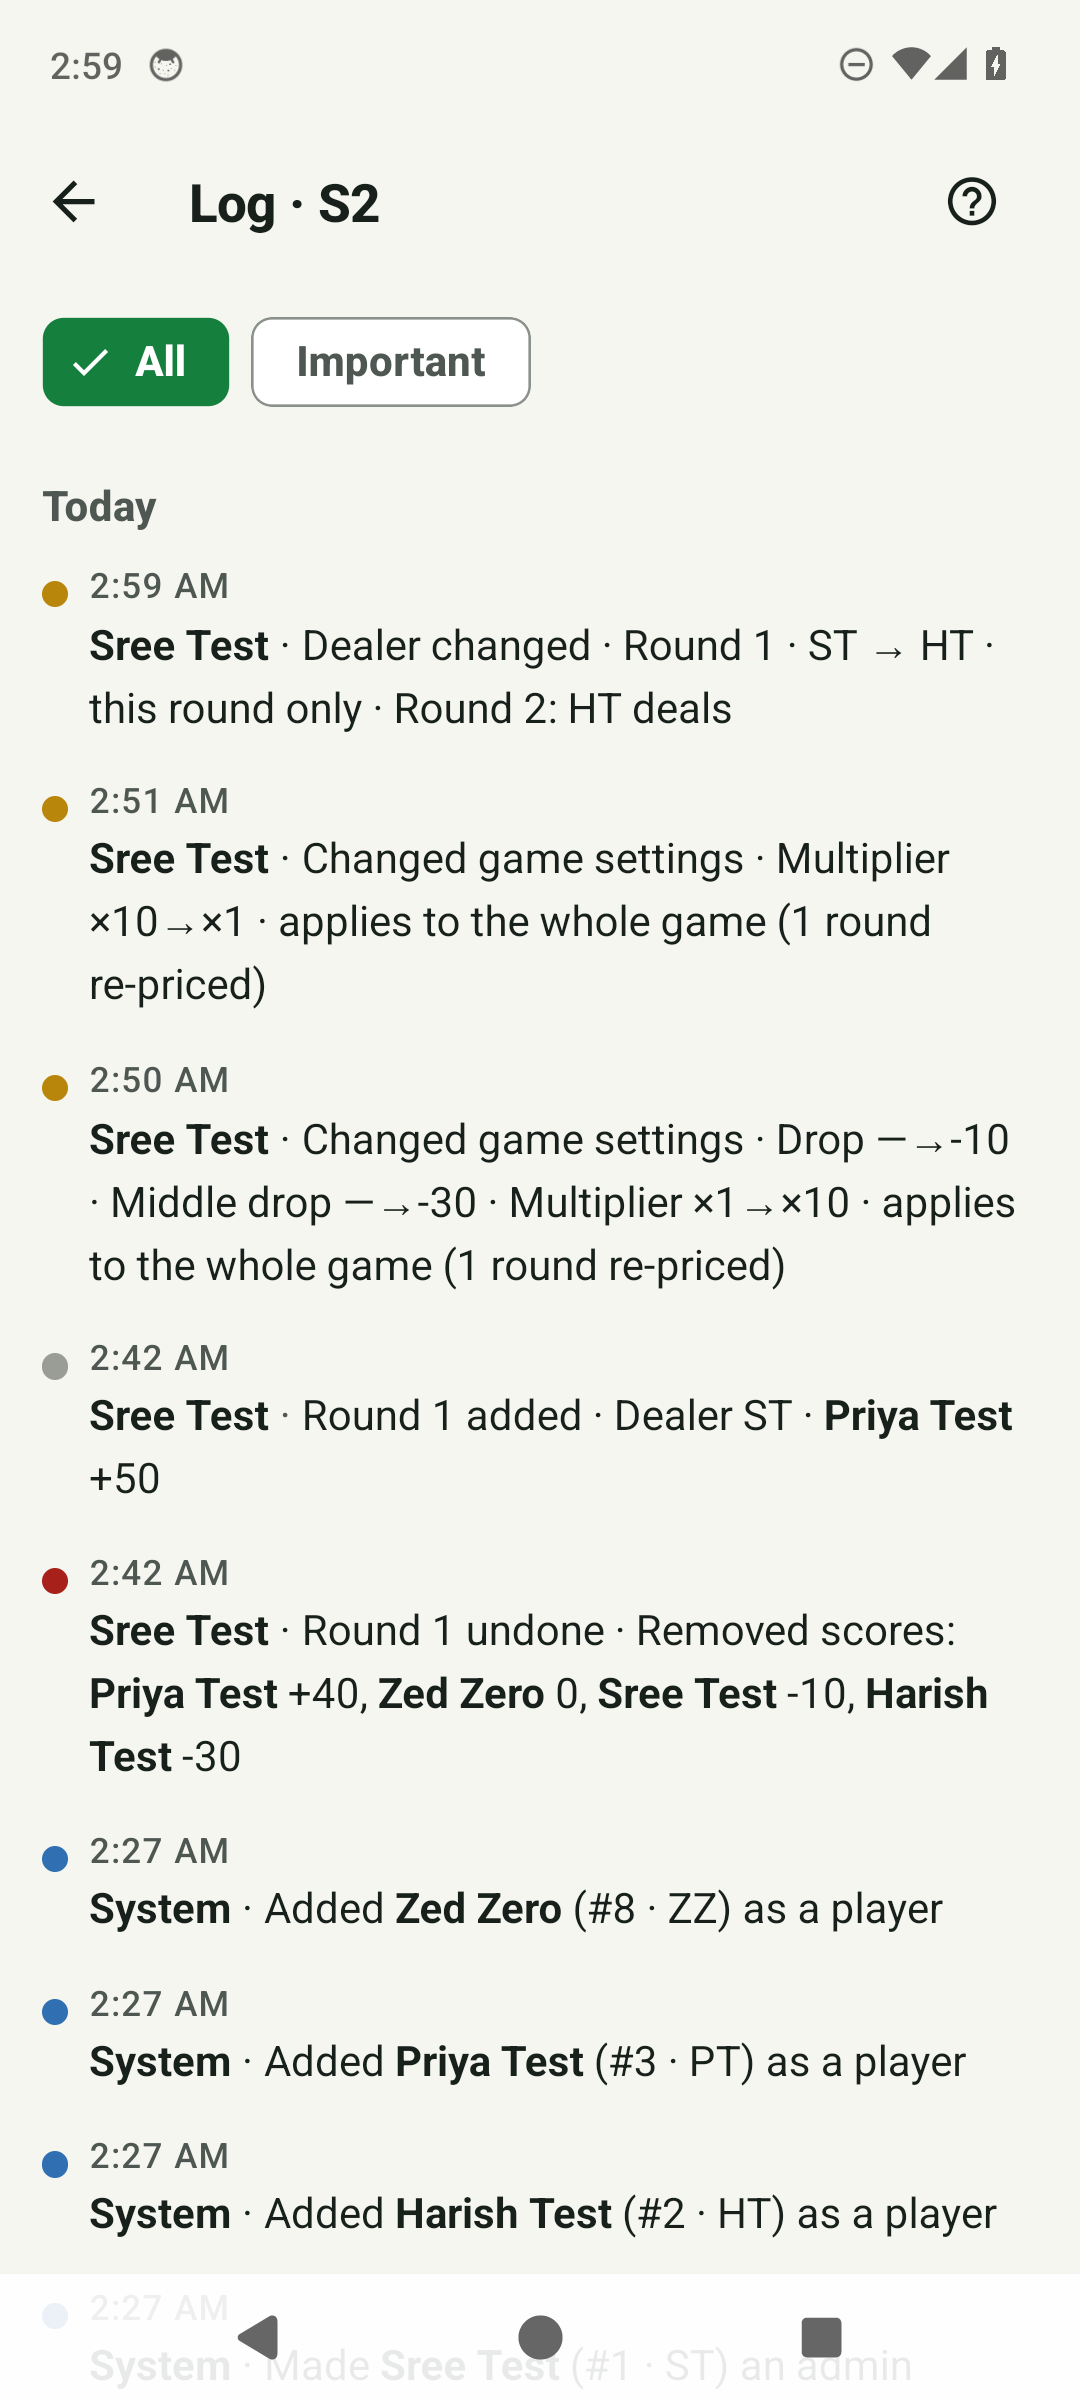 2:59
Log · S2
All
Important
Today
2:59 AM
Sree Test · Dealer changed · Round 1 · ST → HT ·
this round only · Round 2: HT deals
2:51 AM
Sree Test · Changed game settings · Multiplier
×10→×1 · applies to the whole game (1 round
re-priced)
2:50 AM
Sree Test · Changed game settings · Drop —→-10
· Middle drop —→-30 · Multiplier ×1→×10 · applies
to the whole game (1 round re-priced)
2:42 AM
Sree Test · Round 1 added · Dealer ST · Priya Test
+50
2:42 AM
Sree Test · Round 1 undone · Removed scores:
Priya Test +40, Zed Zero 0, Sree Test -10, Harish
Test -30
2:27 AM
System · Added Zed Zero (#8 · ZZ) as a player
2:27 AM
System · Added Priya Test (#3 · PT) as a player
2:27 AM
System · Added Harish Test (#2 · HT) as a player
2:27 AM
System · Made Sree Test (#1 · ST) an admin